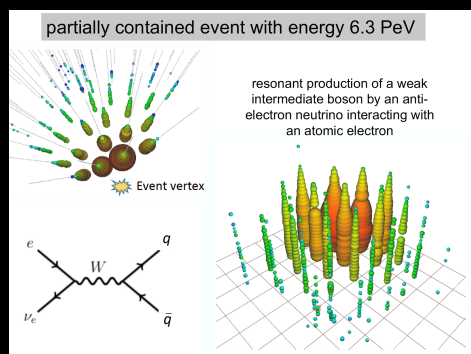 partially contained event with energy 6.3 PeV
resonant production of a weak
intermediate boson by an anti-
electron neutrino interacting with
an atomic electron
Event vertex
e
q
W
ν_e
q̄